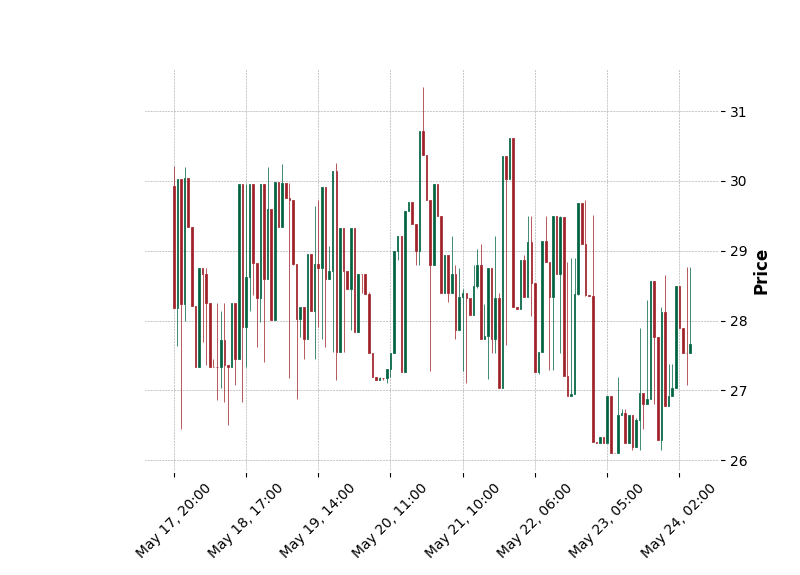 31
30
29
28
27
26
Price
May 17, 20:00
May 18, 17:00
May 19, 14:00
May 20, 11:00
May 21, 10:00
May 22, 06:00
May 23, 05:00
May 24, 02:00